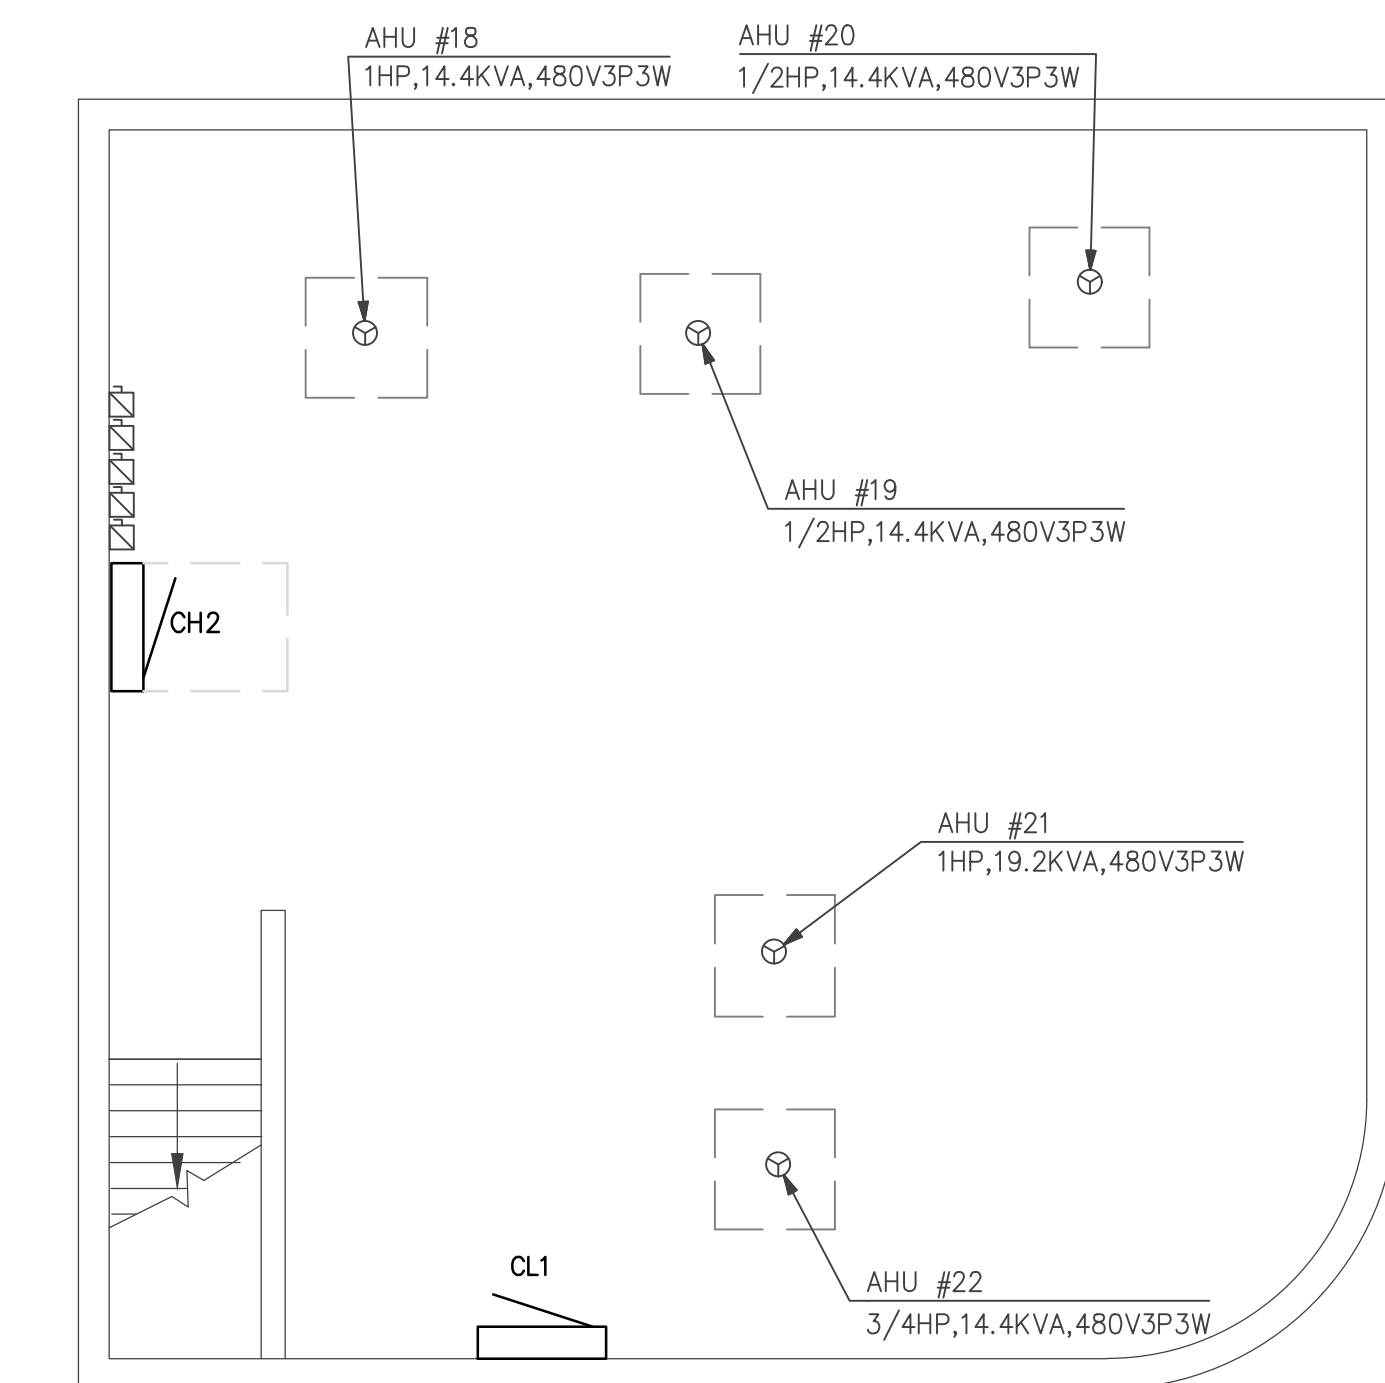 AHU #18
1HP,14.4KVA,480V3P3W
AHU #20
1/2HP,14.4KVA,480V3P3W
AHU #19
1/2HP,14.4KVA,480V3P3W
CH2
AHU #21
1HP,19.2KVA,480V3P3W
CL1
AHU #22
3/4HP,14.4KVA,480V3P3W